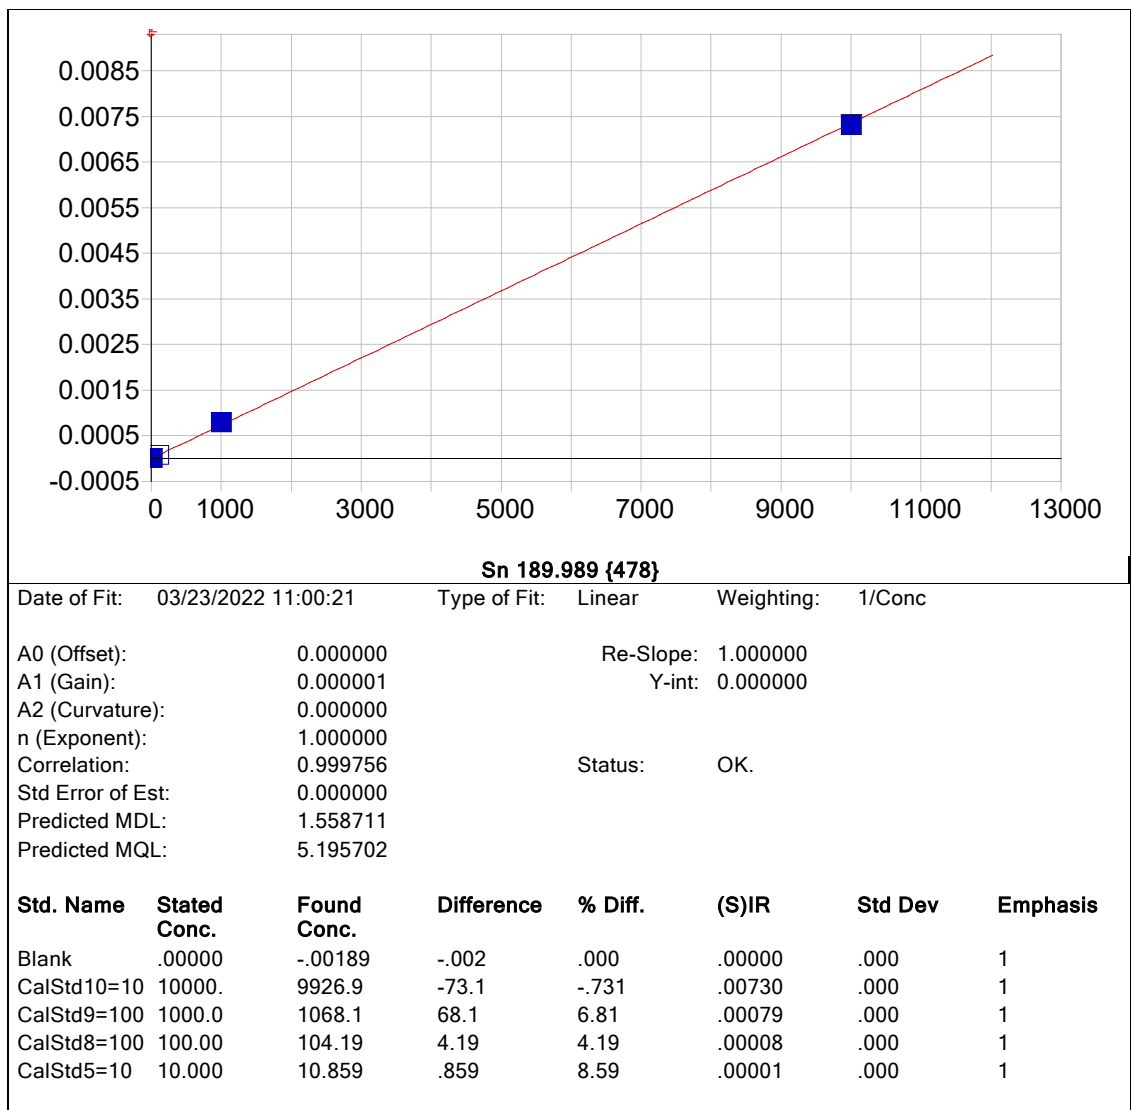 0.0085
0.0075
0.0065
0.0055
0.0045
0.0035
0.0025
0.0015
0.0005
-0.0005
0 1000 3000 5000 7000 9000 11000 13000
Sn 189.989 {478}
Date of Fit: 03/23/2022 11:00:21 Type of Fit: Linear Weighting: 1/Conc
A0 (Offset): 0.000000 Re-Slope: 1.000000
A1 (Gain): 0.000001 Y-int: 0.000000
A2 (Curvature): 0.000000
n (Exponent): 1.000000
Correlation: 0.999756 Status: OK.
Std Error of Est: 0.000000
Predicted MDL: 1.558711
Predicted MQL: 5.195702
Std. Name Stated Found Difference % Diff. (S)IR Std Dev Emphasis
Conc. Conc.
Blank .00000 -.00189 -.002 .000 .00000 .000 1
CalStd10=10 10000. 9926.9 -73.1 -.731 .00730 .000 1
CalStd9=100 1000.0 1068.1 68.1 6.81 .00079 .000 1
CalStd8=100 100.00 104.19 4.19 4.19 .00008 .000 1
CalStd5=10 10.000 10.859 .859 8.59 .00001 .000 1